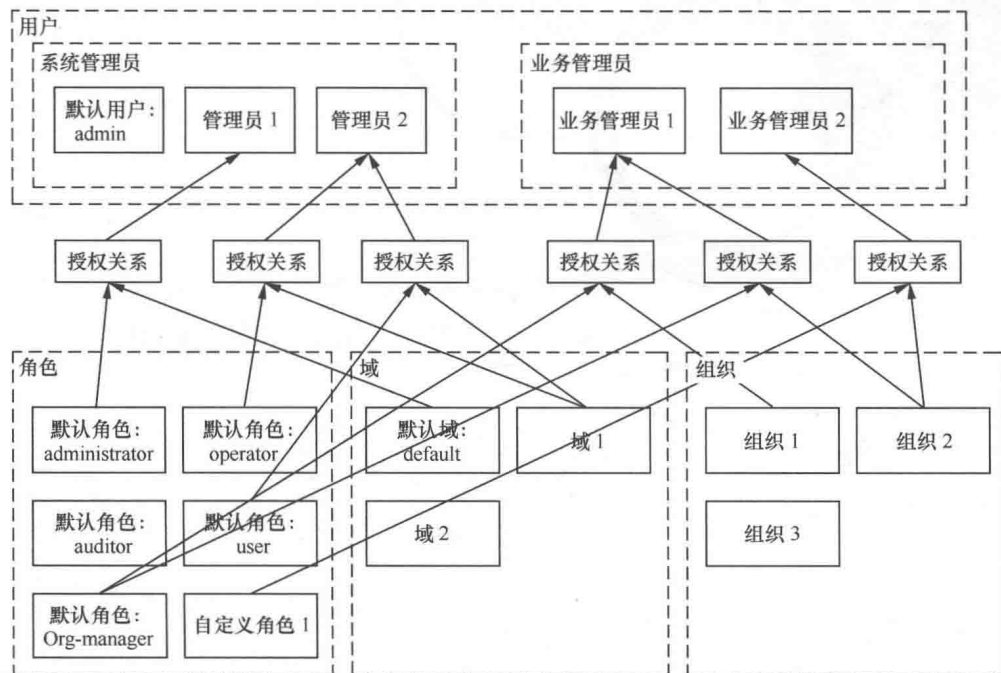 用户
系统管理员
业务管理员
默认用户:
admin
管理员 1
管理员 2
业务管理员 1
业务管理员 2
授权关系
授权关系
授权关系
授权关系
授权关系
授权关系
角色
域
组织
默认角色:
administrator
默认角色:
operator
默认域:
default
域 1
组织 1
组织 2
默认角色:
auditor
默认角色:
user
域 2
组织 3
默认角色:
Org-manager
自定义角色 1